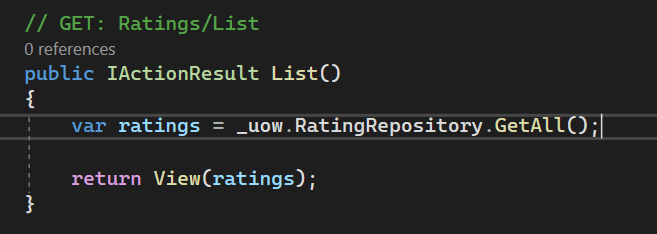 // GET: Ratings/List
0 references
public IActionResult List()
{
    var ratings = _uow.RatingRepository.GetAll();
    return View(ratings);
}